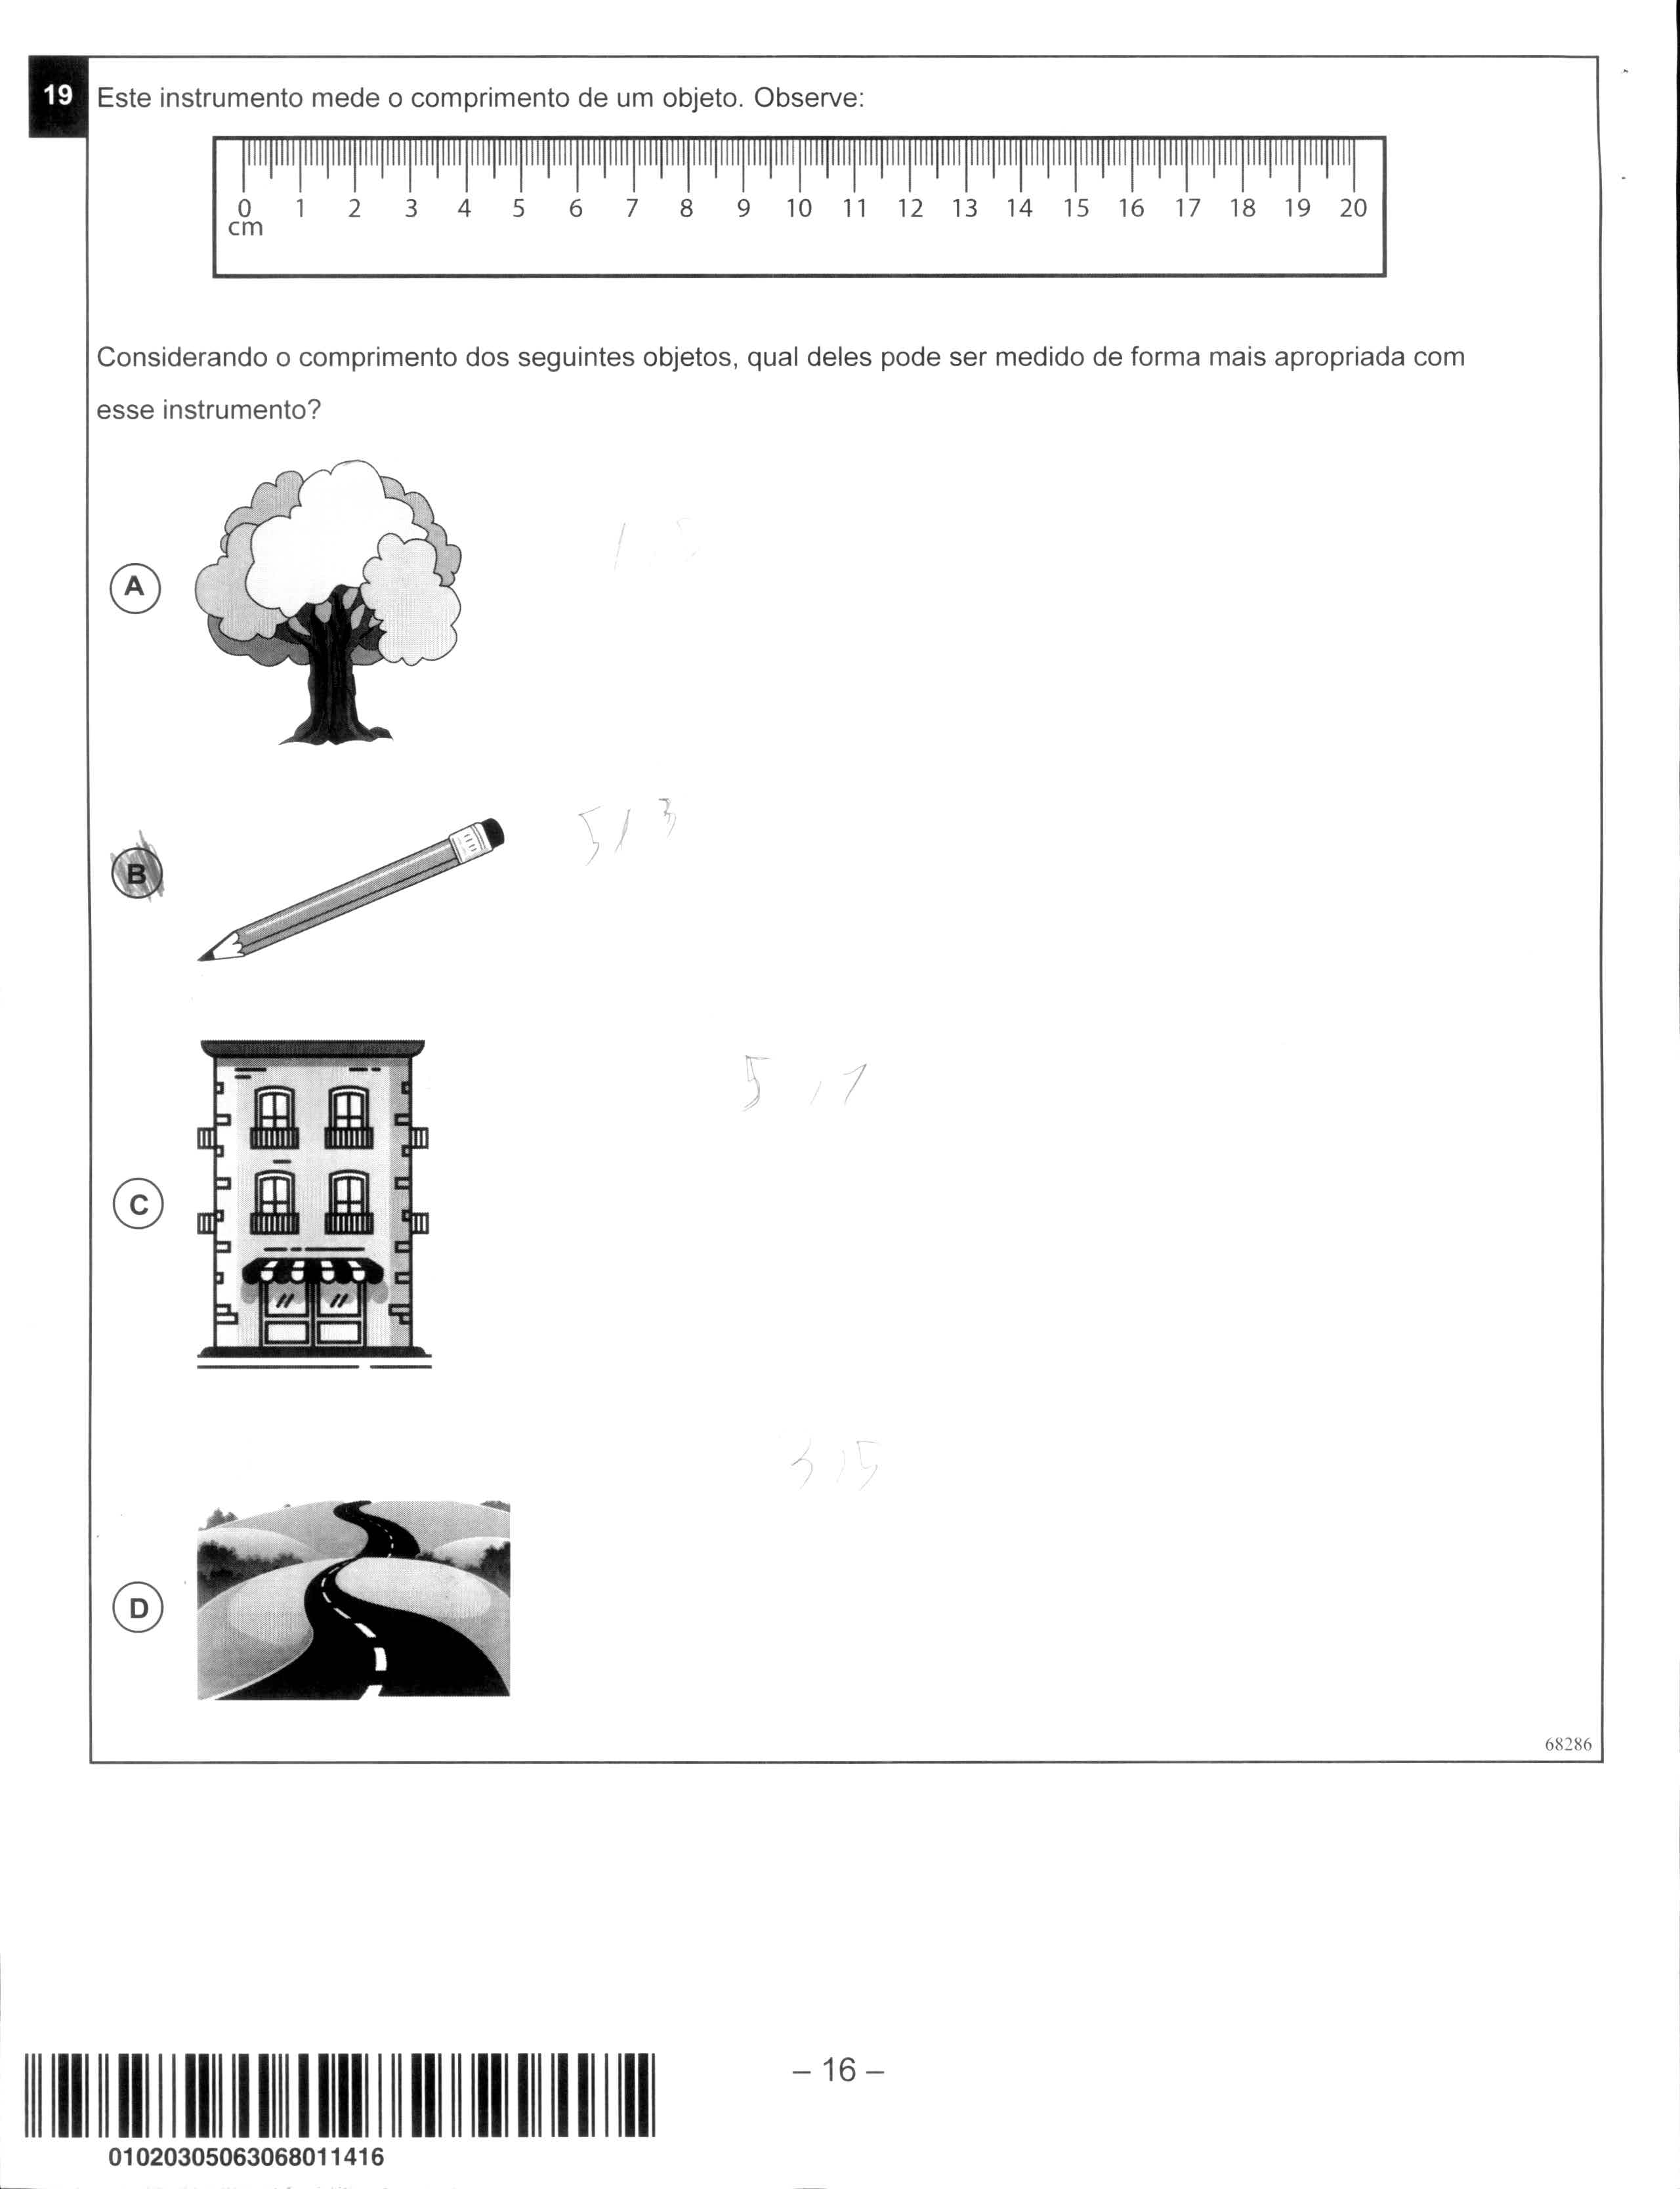 19 Este instrumento mede o comprimento de um objeto. Observe:
0 1 2 3 4 5 6 7 8 9 10 11 12 13 14 15 16 17 18 19 20
cm
Considerando o comprimento dos seguintes objetos, qual deles pode ser medido de forma mais apropriada com
esse instrumento?
A
B 5,3
5,1
C
3,5
D
68286
– 16 –
01020305063068011416